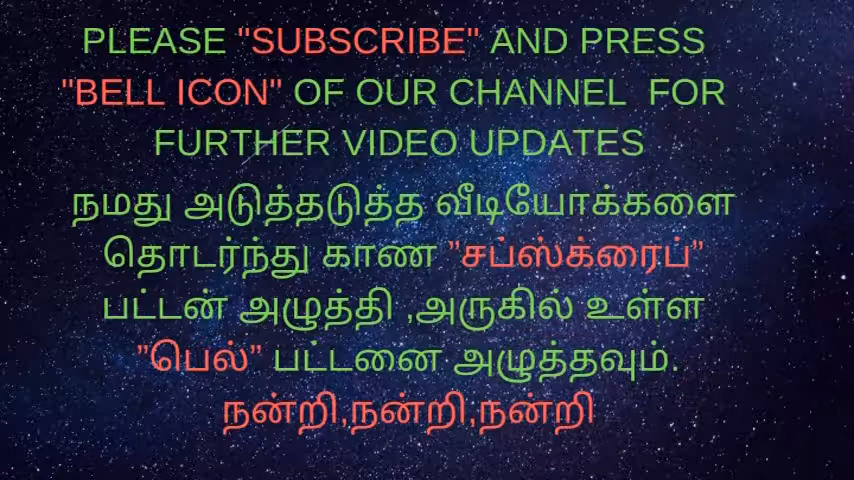 PLEASE "SUBSCRIBE" AND PRESS
"BELL ICON" OF OUR CHANNEL  FOR
FURTHER VIDEO UPDATES
நமது அடுத்தடுத்த வீடியோக்களை
தொடர்ந்து காண ”சப்ஸ்க்ரைப்”
பட்டன் அழுத்தி ,அருகில் உள்ள
”பெல்” பட்டனை அழுத்தவும்.
நன்றி,நன்றி,நன்றி